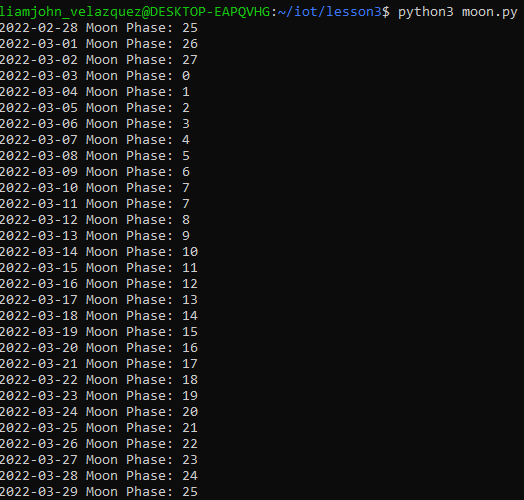 liamjohn_velazquez@DESKTOP-EAPQVHG:~/iot/lesson3$ python3 moon.py
2022-02-28 Moon Phase: 25
2022-03-01 Moon Phase: 26
2022-03-02 Moon Phase: 27
2022-03-03 Moon Phase: 0
2022-03-04 Moon Phase: 1
2022-03-05 Moon Phase: 2
2022-03-06 Moon Phase: 3
2022-03-07 Moon Phase: 4
2022-03-08 Moon Phase: 5
2022-03-09 Moon Phase: 6
2022-03-10 Moon Phase: 7
2022-03-11 Moon Phase: 7
2022-03-12 Moon Phase: 8
2022-03-13 Moon Phase: 9
2022-03-14 Moon Phase: 10
2022-03-15 Moon Phase: 11
2022-03-16 Moon Phase: 12
2022-03-17 Moon Phase: 13
2022-03-18 Moon Phase: 14
2022-03-19 Moon Phase: 15
2022-03-20 Moon Phase: 16
2022-03-21 Moon Phase: 17
2022-03-22 Moon Phase: 18
2022-03-23 Moon Phase: 19
2022-03-24 Moon Phase: 20
2022-03-25 Moon Phase: 21
2022-03-26 Moon Phase: 22
2022-03-27 Moon Phase: 23
2022-03-28 Moon Phase: 24
2022-03-29 Moon Phase: 25